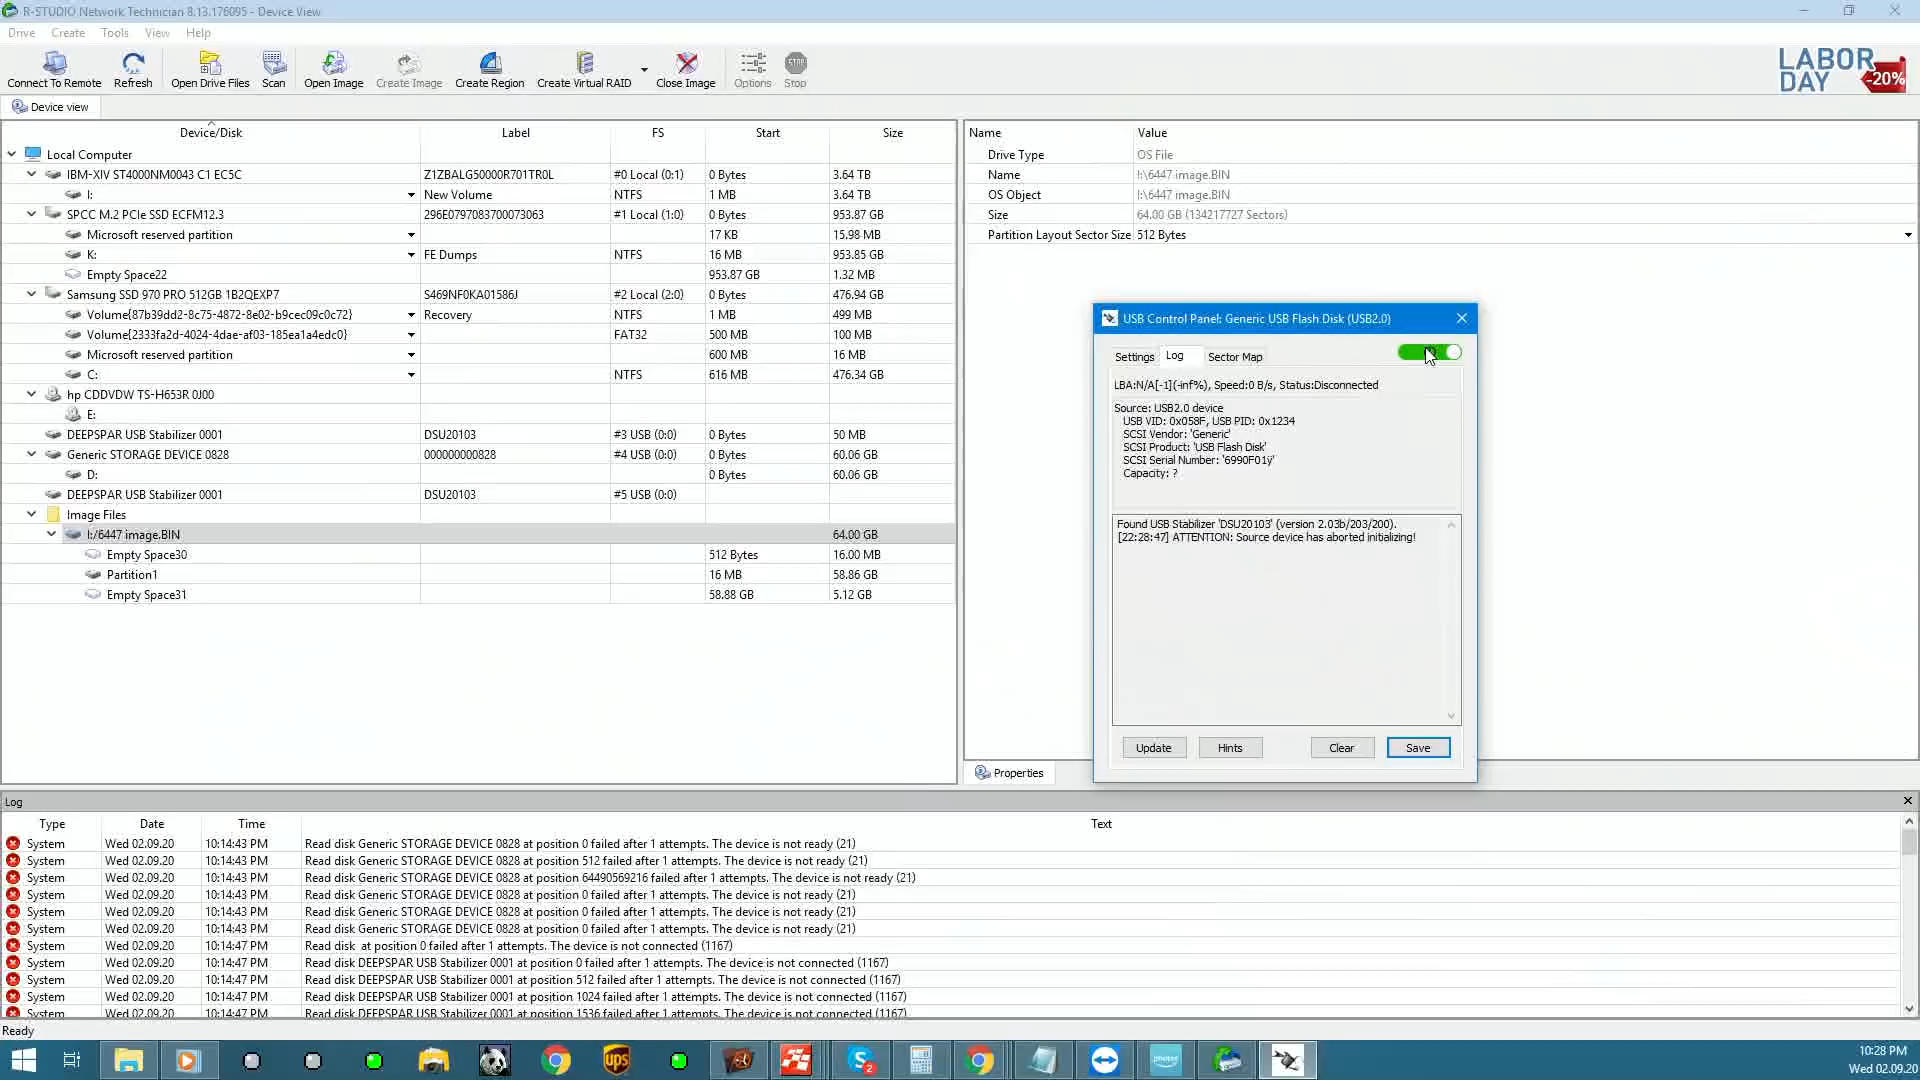 R-STUDIO Network Technician 8.13.176095 - Device View
Drive Create Tools View Help
Connect To Remote Refresh Open Drive Files Scan Open Image Create Image Create Region Create Virtual RAID Close Image Options Stop
STOP
LABOR
DAY -20%
Device view
Device/Disk Label FS Start Size
Local Computer
IBM-XIV ST4000NM0043 C1 EC5C Z1ZBALG50000R701TR0L #0 Local (0:1) 0 Bytes 3.64 TB
I: New Volume NTFS 1 MB 3.64 TB
SPCC M.2 PCIe SSD ECFM12.3 296E0797083700073063 #1 Local (1:0) 0 Bytes 953.87 GB
Microsoft reserved partition 17 KB 15.98 MB
K: FE Dumps NTFS 16 MB 953.85 GB
Empty Space22 953.87 GB 1.32 MB
Samsung SSD 970 PRO 512GB 1B2QEXP7 S469NF0KA01586J #2 Local (2:0) 0 Bytes 476.94 GB
Volume{87b39dd2-8c75-4872-8e02-b9cec09c0c72} Recovery NTFS 1 MB 499 MB
Volume{2333fa2d-4024-4dae-af03-185ea1a4edc0} FAT32 500 MB 100 MB
Microsoft reserved partition 600 MB 16 MB
C: NTFS 616 MB 476.34 GB
hp CDDVDW TS-H653R 0J00
E:
DEEPSPAR USB Stabilizer 0001 DSU20103 #3 USB (0:0) 0 Bytes 50 MB
Generic STORAGE DEVICE 0828 000000000828 #4 USB (0:0) 0 Bytes 60.06 GB
D: 0 Bytes 60.06 GB
DEEPSPAR USB Stabilizer 0001 DSU20103 #5 USB (0:0)
Image Files
I:/6447 image.BIN 64.00 GB
Empty Space30 512 Bytes 16.00 MB
Partition1 16 MB 58.86 GB
Empty Space31 58.88 GB 5.12 GB
Name Value
Drive Type OS File
Name I:\6447 image.BIN
OS Object I:\6447 image.BIN
Size 64.00 GB (134217727 Sectors)
Partition Layout Sector Size 512 Bytes
USB Control Panel: Generic USB Flash Disk (USB2.0)
Settings Log Sector Map
LBA:N/A[-1](-inf%), Speed:0 B/s, Status:Disconnected
Source: USB2.0 device
USB VID: 0x058F, USB PID: 0x1234
SCSI Vendor: 'Generic'
SCSI Product: 'USB Flash Disk'
SCSI Serial Number: '6990F01ÿ'
Capacity: ?
Found USB Stabilizer 'DSU20103' (version 2.03b/203/200).
[22:28:47] ATTENTION: Source device has aborted initializing!
Update Hints Clear Save
Properties
Log
Type Date Time Text
System Wed 02.09.20 10:14:43 PM Read disk Generic STORAGE DEVICE 0828 at position 0 failed after 1 attempts. The device is not ready (21)
System Wed 02.09.20 10:14:43 PM Read disk Generic STORAGE DEVICE 0828 at position 512 failed after 1 attempts. The device is not ready (21)
System Wed 02.09.20 10:14:43 PM Read disk Generic STORAGE DEVICE 0828 at position 64490569216 failed after 1 attempts. The device is not ready (21)
System Wed 02.09.20 10:14:43 PM Read disk Generic STORAGE DEVICE 0828 at position 0 failed after 1 attempts. The device is not ready (21)
System Wed 02.09.20 10:14:43 PM Read disk Generic STORAGE DEVICE 0828 at position 0 failed after 1 attempts. The device is not ready (21)
System Wed 02.09.20 10:14:43 PM Read disk Generic STORAGE DEVICE 0828 at position 0 failed after 1 attempts. The device is not ready (21)
System Wed 02.09.20 10:14:47 PM Read disk at position 0 failed after 1 attempts. The device is not connected (1167)
System Wed 02.09.20 10:14:47 PM Read disk DEEPSPAR USB Stabilizer 0001 at position 0 failed after 1 attempts. The device is not connected (1167)
System Wed 02.09.20 10:14:47 PM Read disk DEEPSPAR USB Stabilizer 0001 at position 512 failed after 1 attempts. The device is not connected (1167)
System Wed 02.09.20 10:14:47 PM Read disk DEEPSPAR USB Stabilizer 0001 at position 1024 failed after 1 attempts. The device is not connected (1167)
System Wed 02.09.20 10:14:47 PM Read disk DEEPSPAR USB Stabilizer 0001 at position 1536 failed after 1 attempts. The device is not connected (1167)
Ready
ups
2
10:28 PM
Wed 02.09.20